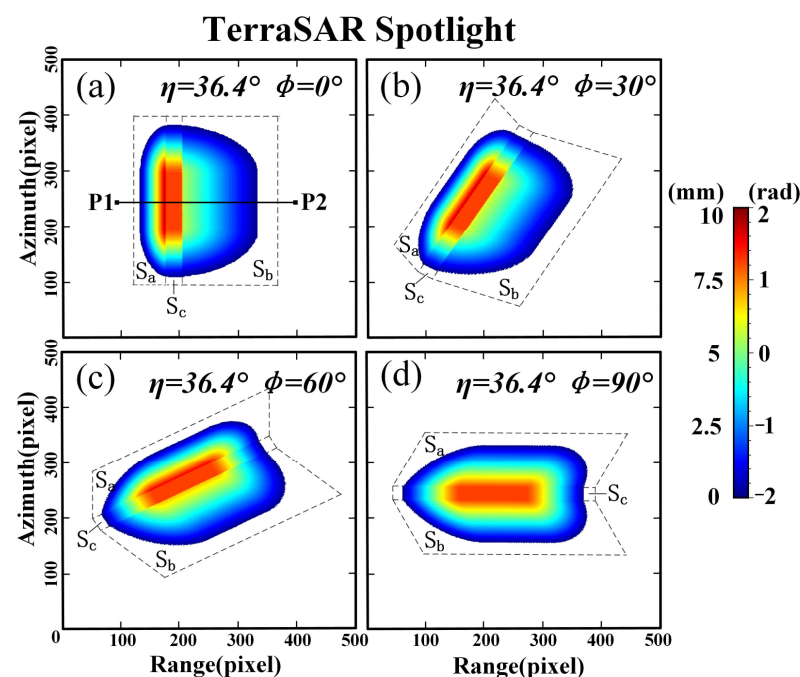 TerraSAR Spotlight
(a) η=36.4° Φ=0°
P1 P2
Sa Sb
Sc
(b) η=36.4° Φ=30°
Sa
Sc Sb
(c) η=36.4° Φ=60°
Sa
Sc
Sb
(d) η=36.4° Φ=90°
Sa
Sc
Sb
Azimuth(pixel)
100 200 300 400 500
Azimuth(pixel)
0 100 200 300 400 500
0 100 200 300 400 500
Range(pixel)
100 200 300 400 500
Range(pixel)
(mm) (rad)
10 2
7.5 1
5 0
2.5 -1
0 -2